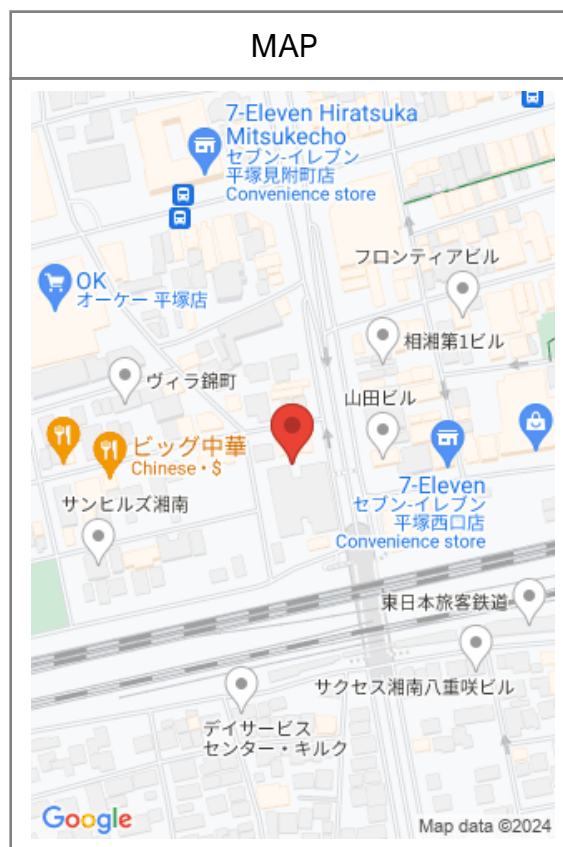 MAP
7-Eleven Hiratsuka
Mitsukecho
セブン-イレブン
平塚見附町店
Convenience store
フロンティアビル
OK
オーケー 平塚店
相湘第1ビル
ヴィラ錦町
山田ビル
ビッグ中華
Chinese・$
7-Eleven
セブン-イレブン
平塚西口店
Convenience store
サンヒルズ湘南
東日本旅客鉄道
サクセス湘南八重咲ビル
デイサービス
センター・キルク
Google
Map data ©2024